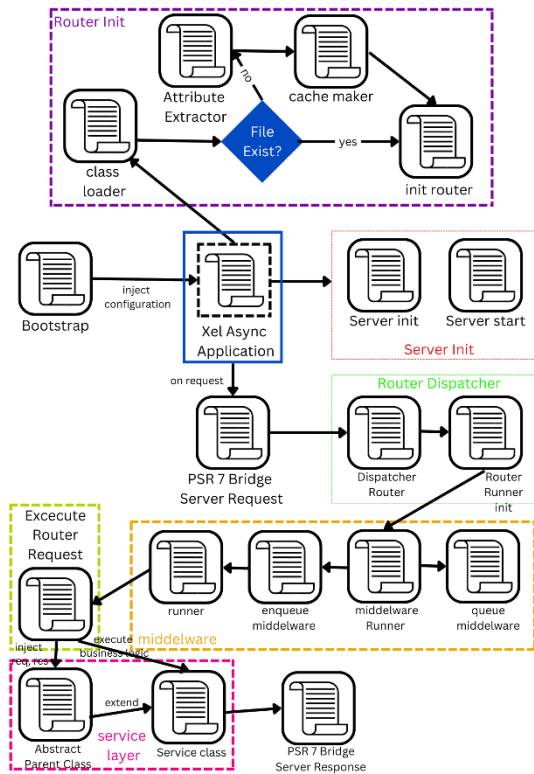 Router Init
Attribute
Extractor
no
cache maker
class
loader
File
Exist?
yes
init router
Bootstrap
inject
configuration
Xel Async
Application
Server init
Server start
Server Init
on request
PSR 7 Bridge
Server Request
Router Dispatcher
Dispatcher
Router
Router
Runner
init
Excecute
Router
Request
runner
enqueue
middleware
middleware
Runner
queue
middleware
middelware
inject
req, res
execute
business logic
extend
Abstract
Parent Class
service
layer
Service class
PSR 7 Bridge
Server Response